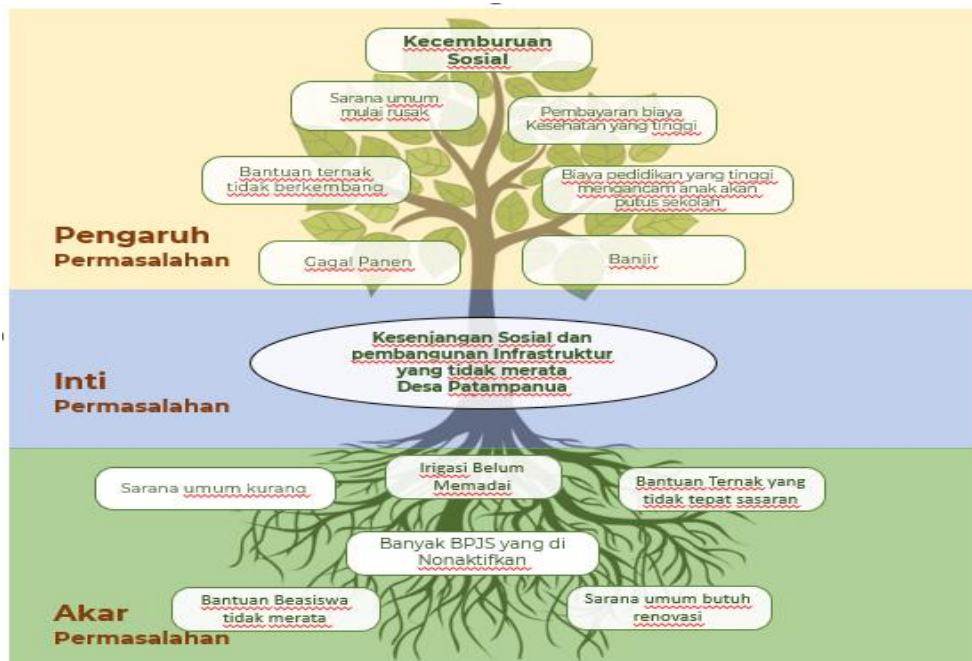 Kecemburuan
Sosial
Sarana umum
mulai rusak
Pembayaran biaya
Kesehatan yang tinggi
Bantuan ternak
tidak berkembang
Biaya pedidikan yang tinggi
mengancam anak akan
putus sekolah
Pengaruh
Permasalahan
Gagal Panen
Banjir
Kesenjangan Sosial dan
pembangunan Infrastruktur
yang tidak merata
Desa Patampanua
Inti
Permasalahan
Sarana umum kurang
Irigasi Belum
Memadai
Bantuan Ternak yang
tidak tepat sasaran
Banyak BPJS yang di
Nonaktifkan
Bantuan Beasiswa
tidak merata
Sarana umum butuh
renovasi
Akar
Permasalahan